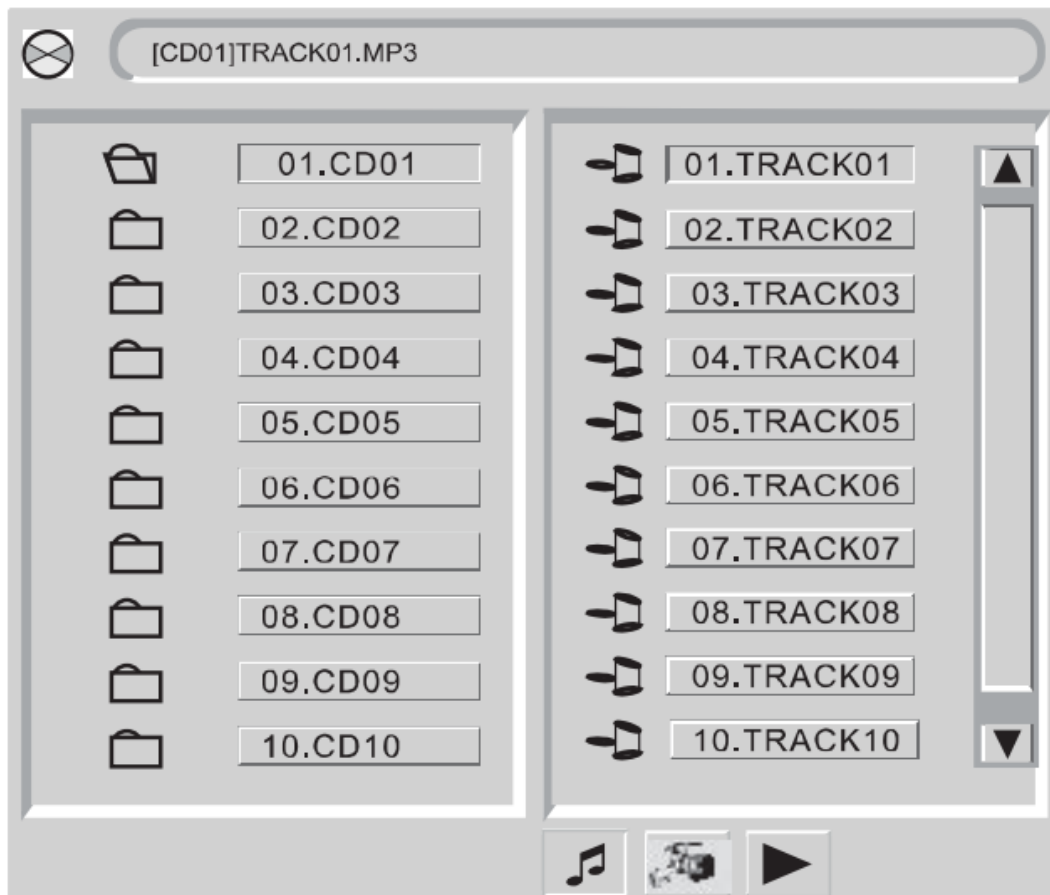 [CD01]TRACK01.MP3
01.CD01
02.CD02
03.CD03
04.CD04
05.CD05
06.CD06
07.CD07
08.CD08
09.CD09
10.CD10
01.TRACK01
02.TRACK02
03.TRACK03
04.TRACK04
05.TRACK05
06.TRACK06
07.TRACK07
08.TRACK08
09.TRACK09
10.TRACK10